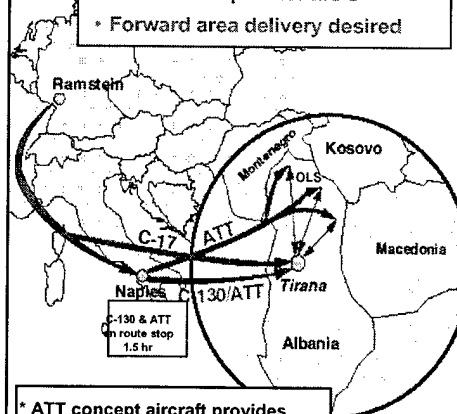 * Forward area delivery desired
Ramstein
Montenegro
Kosovo
OLS
C-17
ATT
Macedonia
Naples
C-130/ATT
Tirana
C-130 & ATT
en route stop
1.5 hr
Albania
* ATT concept aircraft provides